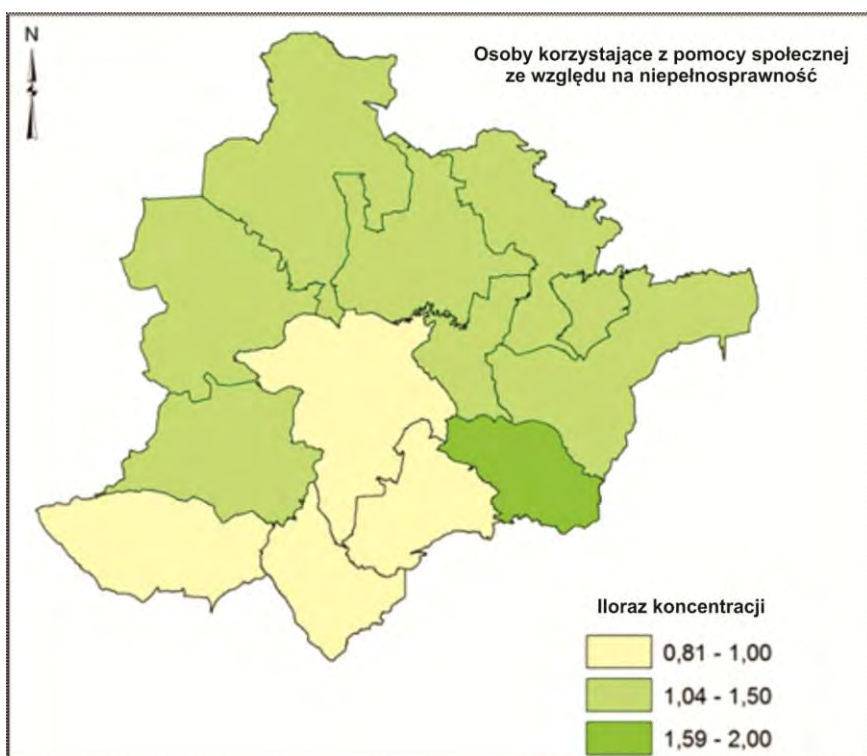 N
Osoby korzystające z pomocy społecznej
ze względu na niepełnosprawność
Iloraz koncentracji
0,81 - 1,00
1,04 - 1,50
1,59 - 2,00